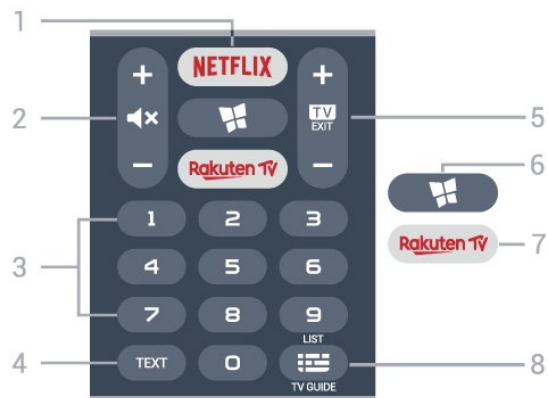 1
NETFLIX
+ +
2
TV
EXIT
5
6
− −
Rakuten TV
Rakuten TV
7
1 2 3
3
4 5 6
7 8 9
LIST
4
TEXT
0
8
TV GUIDE